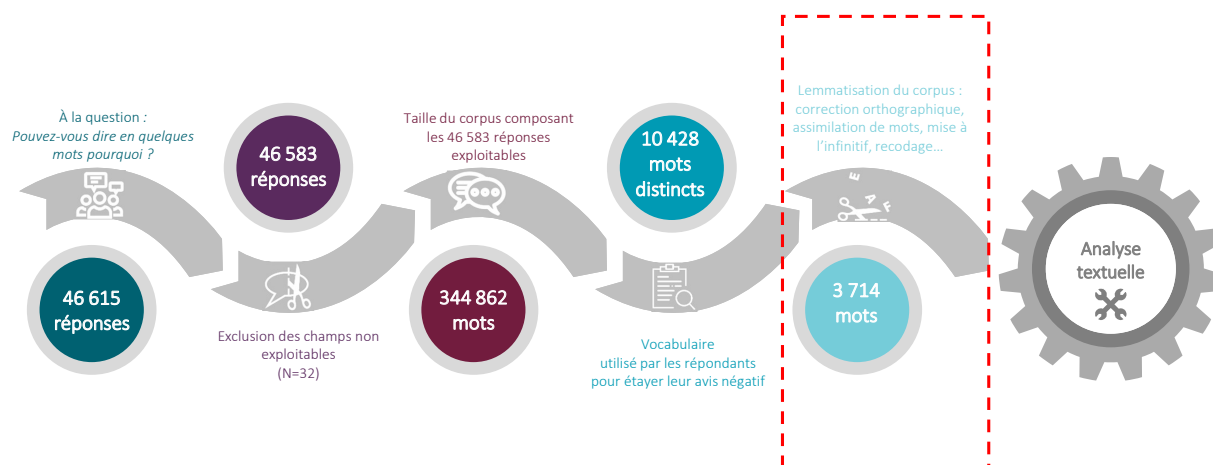 À la question :
Pouvez-vous dire en quelques
mots pourquoi ?
46 615
réponses
46 583
réponses
Exclusion des champs non
exploitables
(N=32)
Taille du corpus composant
les 46 583 réponses
exploitables
344 862
mots
10 428
mots
distincts
Vocabulaire
utilisé par les répondants
pour étayer leur avis négatif
Lemmatisation du corpus :
correction orthographique,
assimilation de mots, mise à
l'infinitif, recodage…
E A F
3 714
mots
Analyse
textuelle